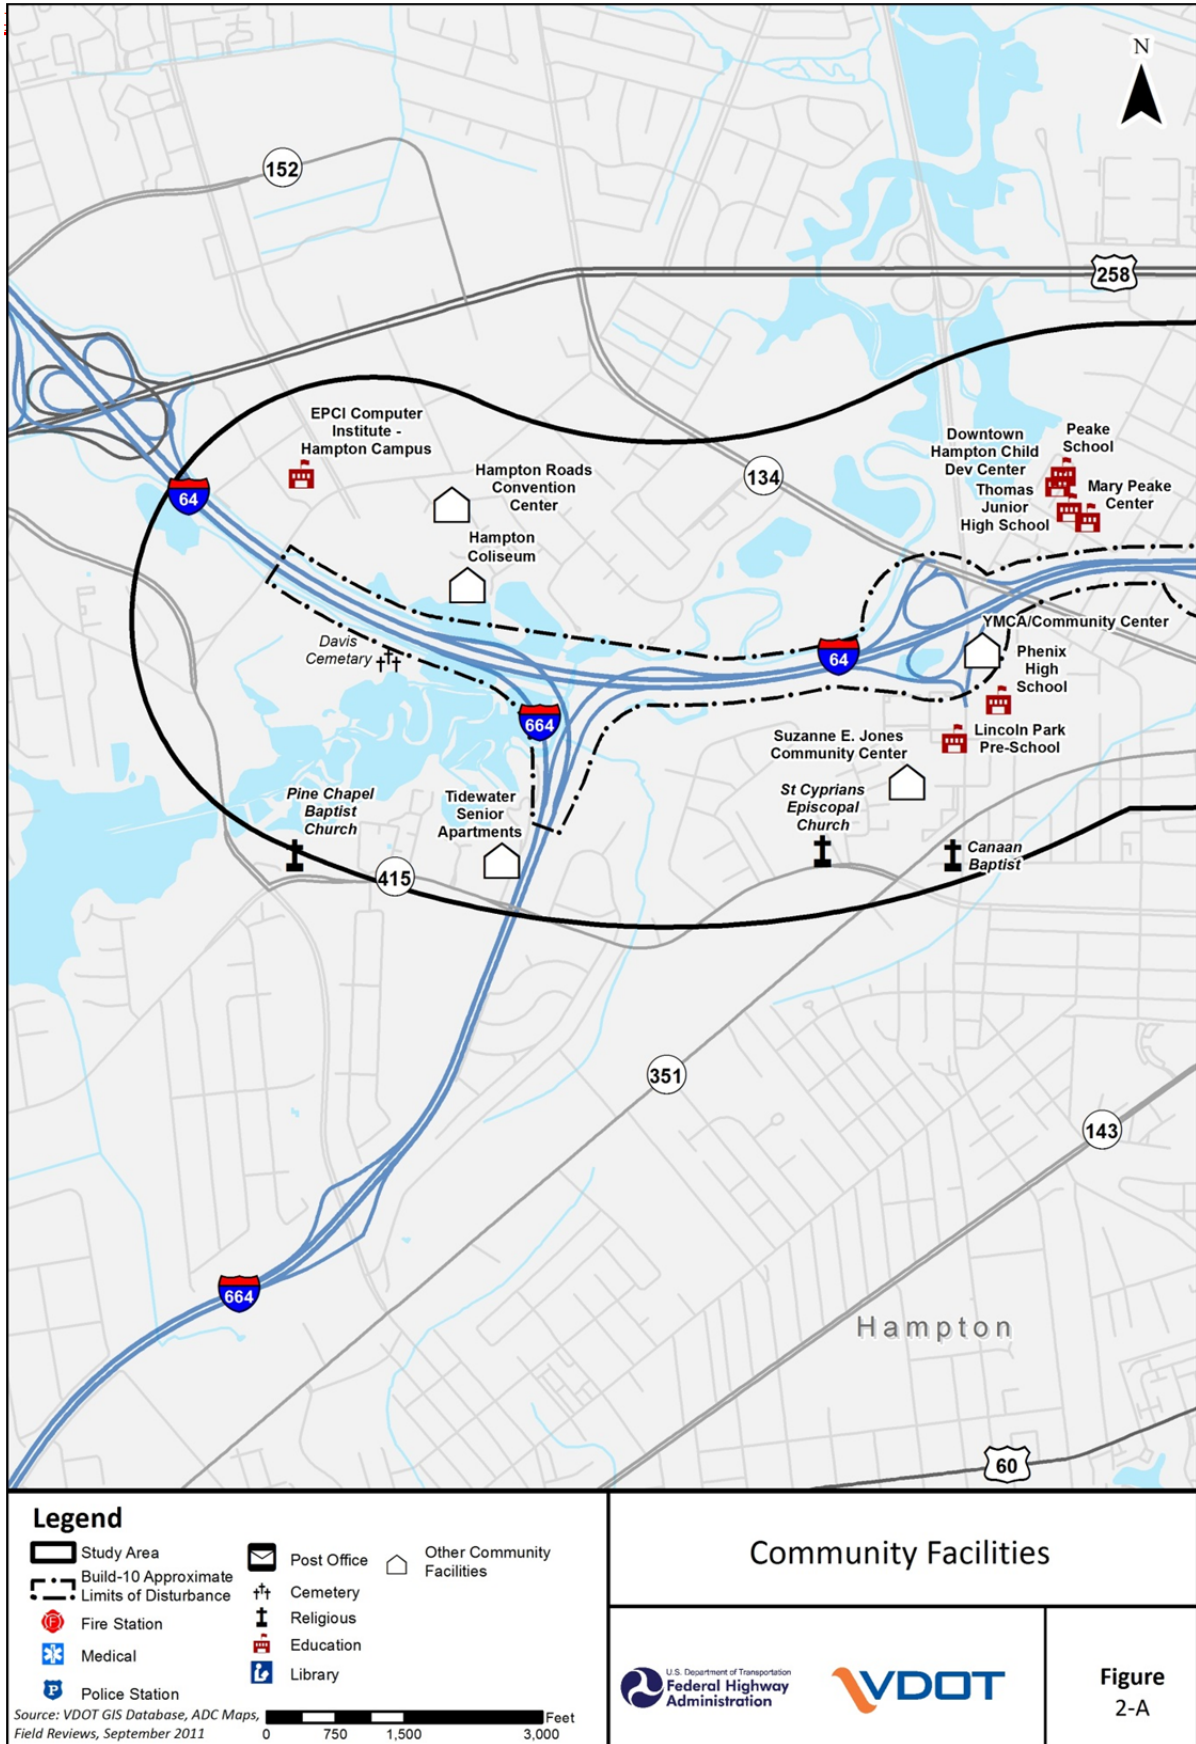 N
152
258
EPCI Computer
Institute -
Hampton Campus
64
Hampton Roads
Convention
Center
Hampton
Coliseum
134
Downtown
Hampton Child
Dev Center
Peake
School
Thomas
Junior
High School
Mary Peake
Center
Davis
Cemetary
64
YMCA/Community Center
Phenix
High
School
664
Suzanne E. Jones
Community Center
Lincoln Park
Pre-School
Pine Chapel
Baptist
Church
Tidewater
Senior
Apartments
St Cyprians
Episcopal
Church
Canaan
Baptist
415
351
143
664
Hampton
60
Legend
Study Area
Build-10 Approximate
Limits of Disturbance
F
Fire Station
Medical
P
Police Station
Post Office
Cemetery
Religious
Education
Library
Other Community
Facilities
Source: VDOT GIS Database, ADC Maps,
Field Reviews, September 2011
Feet
0 750 1,500 3,000
Community Facilities
U.S. Department of Transportation
Federal Highway
Administration
VDOT
Figure
2-A